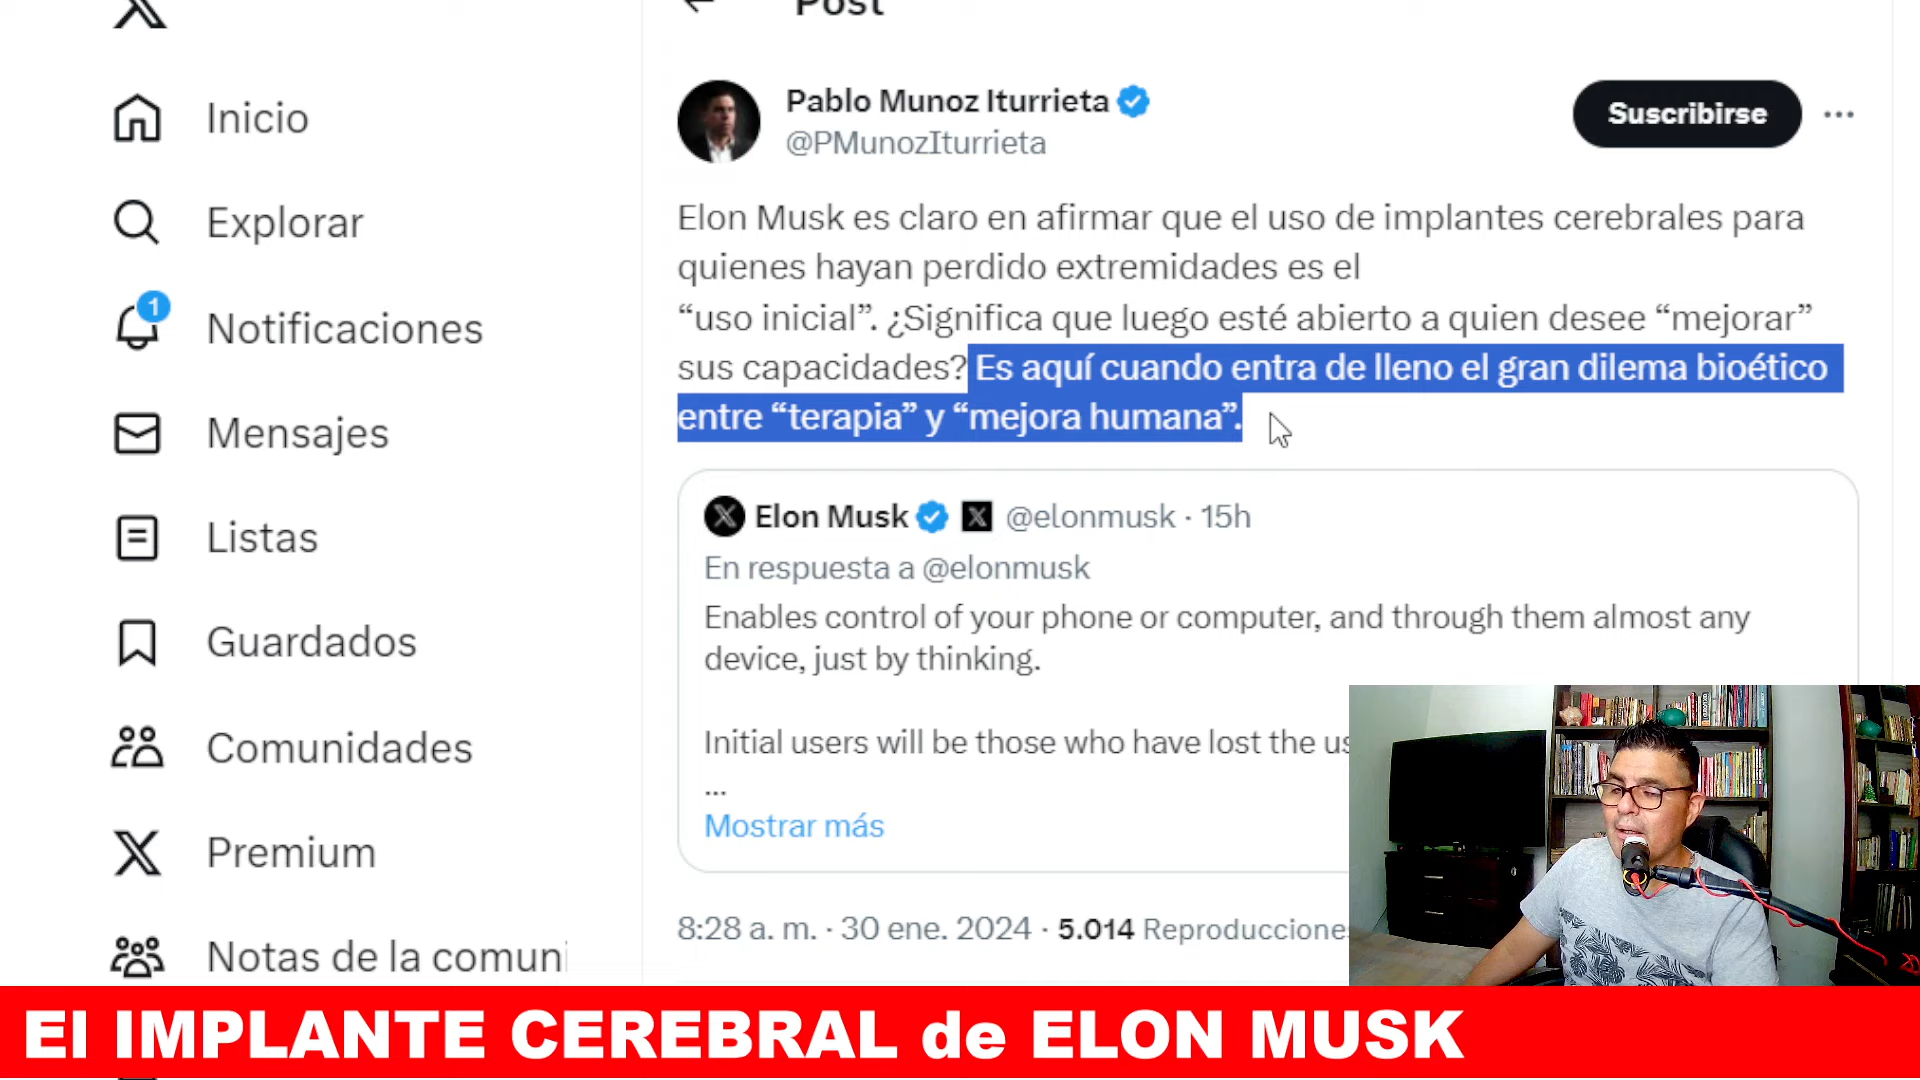 Post
Inicio
Explorar
1
Notificaciones
Mensajes
Listas
Guardados
Comunidades
Premium
Notas de la comuni
Pablo Munoz Iturrieta
@PMunozIturrieta
Suscribirse
Elon Musk es claro en afirmar que el uso de implantes cerebrales para
quienes hayan perdido extremidades es el
“uso inicial”. ¿Significa que luego esté abierto a quien desee “mejorar”
sus capacidades? Es aquí cuando entra de lleno el gran dilema bioético
entre “terapia” y “mejora humana”.
Elon Musk @elonmusk · 15h
En respuesta a @elonmusk
Enables control of your phone or computer, and through them almost any
device, just by thinking.
Initial users will be those who have lost the us
...
Mostrar más
8:28 a. m. · 30 ene. 2024 · 5.014 Reproducciones
El IMPLANTE CEREBRAL de ELON MUSK